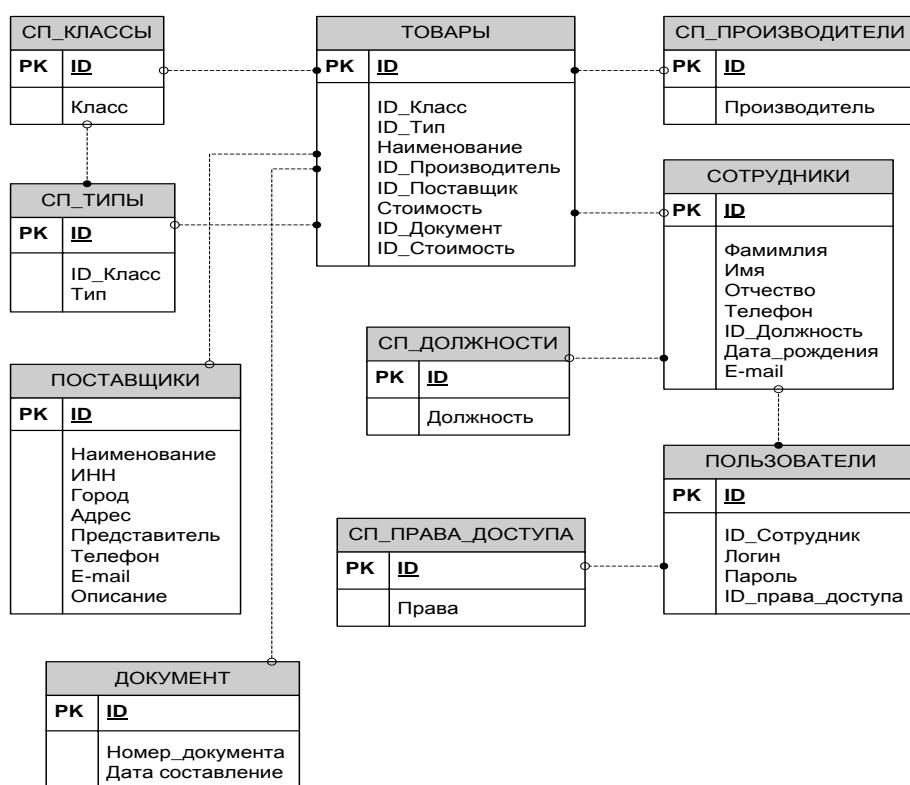 СП_КЛАССЫ
PK ID
Класс
ТОВАРЫ
PK ID
ID_Класс
ID_Тип
Наименование
ID_Производитель
ID_Поставщик
Стоимость
ID_Документ
ID_Стоимость
СП_ПРОИЗВОДИТЕЛИ
PK ID
Производитель
СП_ТИПЫ
PK ID
ID_Класс
Тип
СОТРУДНИКИ
PK ID
Фамимлия
Имя
Отчество
Телефон
ID_Должность
Дата_рождения
E-mail
СП_ДОЛЖНОСТИ
PK ID
Должность
ПОСТАВЩИКИ
PK ID
Наименование
ИНН
Город
Адрес
Представитель
Телефон
E-mail
Описание
ПОЛЬЗОВАТЕЛИ
PK ID
ID_Сотрудник
Логин
Пароль
ID_права_доступа
СП_ПРАВА_ДОСТУПА
PK ID
Права
ДОКУМЕНТ
PK ID
Номер_документа
Дата составление